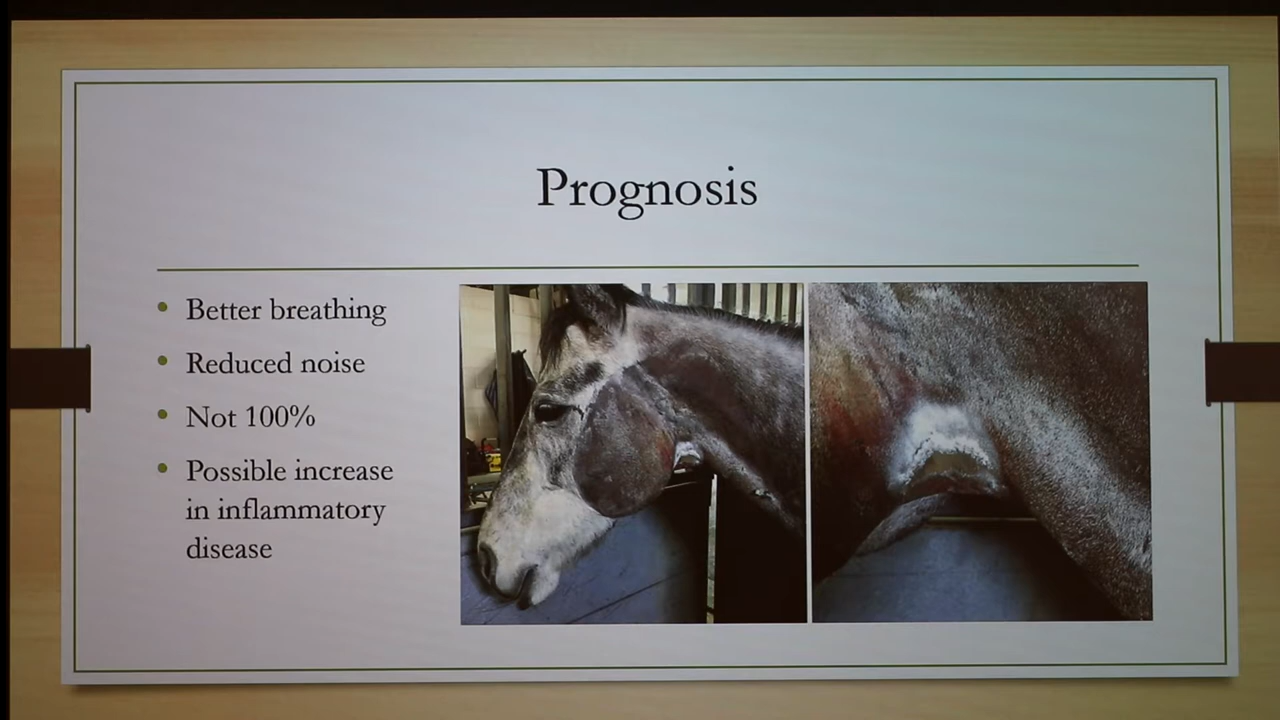 Prognosis
Better breathing
Reduced noise
Not 100%
Possible increase
in inflammatory
disease